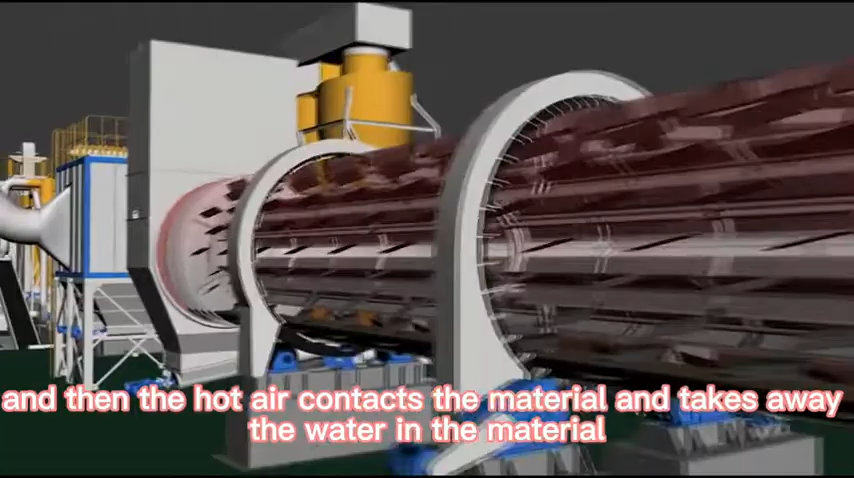 and then the hot air contacts the material and takes away
the water in the material